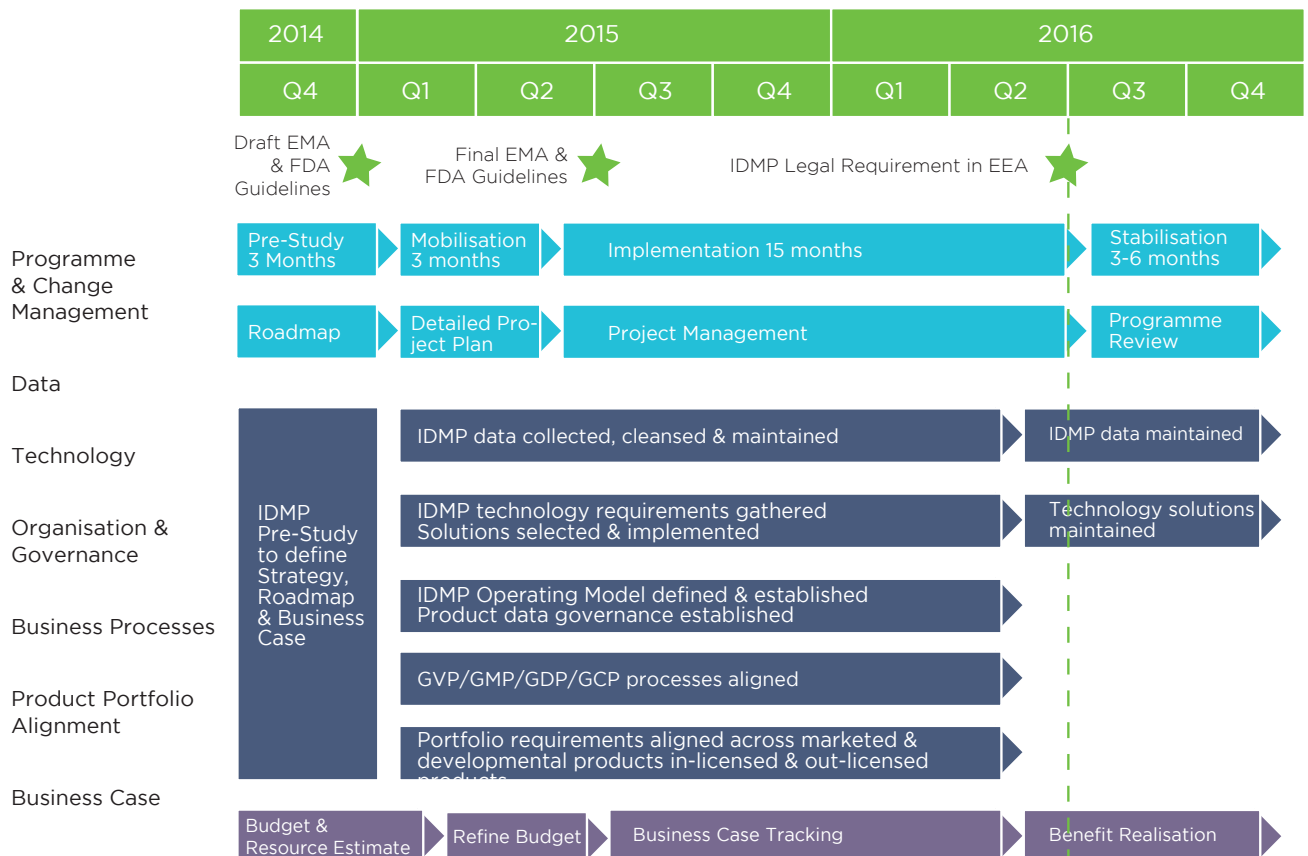 2014
2015
2016
Q4
Q1
Q2
Q3
Q4
Q1
Q2
Q3
Q4
Draft EMA
& FDA
Guidelines
Final EMA &
FDA Guidelines
IDMP Legal Requirement in EEA
Programme
& Change
Management
Pre-Study
3 Months
Mobilisation
3 months
Implementation 15 months
Stabilisation
3-6 months
Roadmap
Detailed Pro-
ject Plan
Project Management
Programme
Review
Data
Technology
Organisation &
Governance
Business Processes
Product Portfolio
Alignment
Business Case
IDMP
Pre-Study
to define
Strategy,
Roadmap
& Business
Case
IDMP data collected, cleansed & maintained
IDMP data maintained
IDMP technology requirements gathered
Solutions selected & implemented
Technology solutions
maintained
IDMP Operating Model defined & established
Product data governance established
GVP/GMP/GDP/GCP processes aligned
Portfolio requirements aligned across marketed &
developmental products in-licensed & out-licensed
products
Budget &
Resource Estimate
Refine Budget
Business Case Tracking
Benefit Realisation